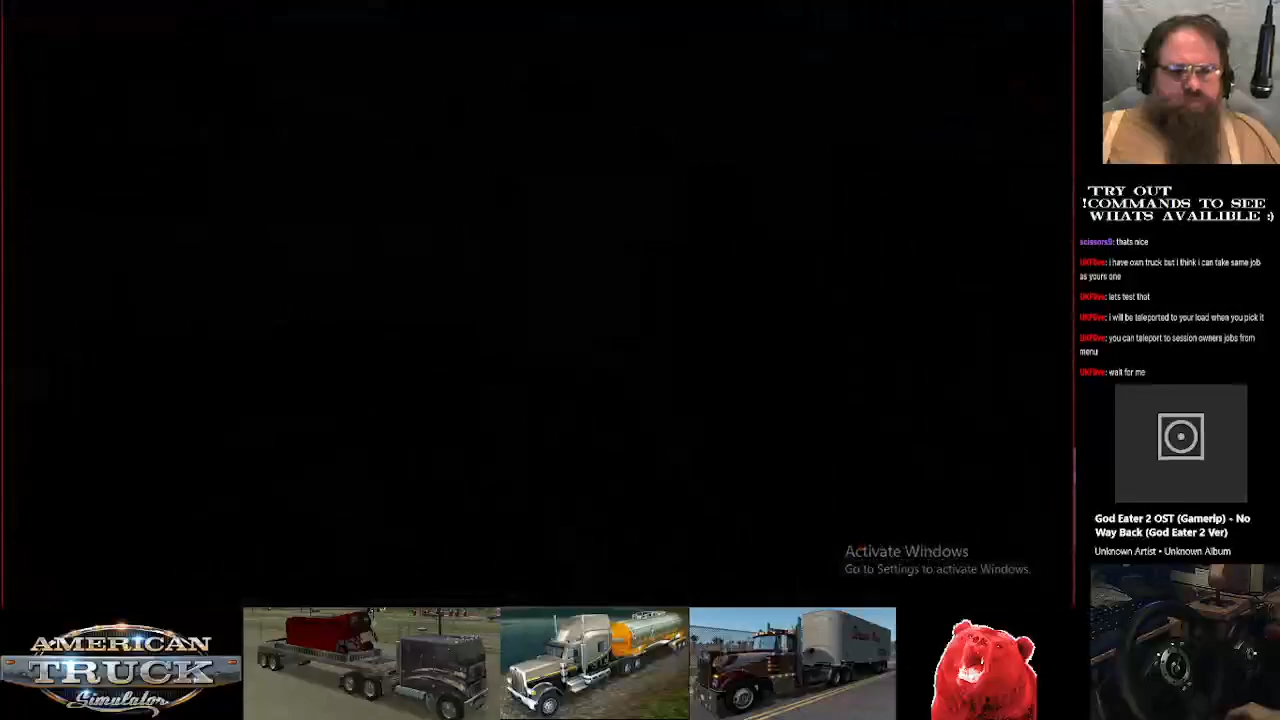 TRY OUT
!COMMANDS TO SEE
WHATS AVAILIBLE :)
scissors9: thats nice
i have own truck but i think i can take same job
as yours one
lets test that
i will be teleported to your load when you pick it
you can teleport to session owners jobs from
menu
wait for me
God Eater 2 OST (Gamerip) - No
Way Back (God Eater 2 Ver)
Unknown Artist • Unknown Album
Activate Windows
Go to Settings to activate Windows.
AMERICAN
TRUCK
Simulator